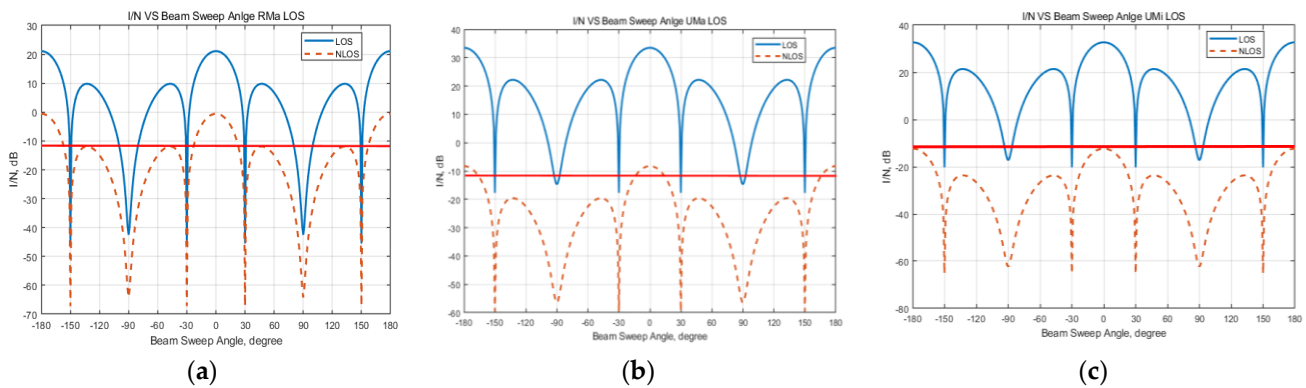 I/N VS Beam Sweep Anlge RMa LOS
LOS
NLOS
30
20
10
0
-10
-20
-30
-40
-50
-60
-70
I/N, dB
-180 -150 -120 -90 -60 -30 0 30 60 90 120 150 180
Beam Sweep Angle, degree
(a)
I/N VS Beam Sweep Anlge UMa LOS
LOS
NLOS
40
30
20
10
0
-10
-20
-30
-40
-50
-60
I/N, dB
-180 -150 -120 -90 -60 -30 0 30 60 90 120 150 180
Beam Sweep Angle, degree
(b)
I/N VS Beam Sweep Anlge UMi LOS
LOS
NLOS
40
20
0
-20
-40
-60
-80
I/N, dB
-180 -150 -120 -90 -60 -30 0 30 60 90 120 150 180
Beam Sweep Angle, degree
(c)